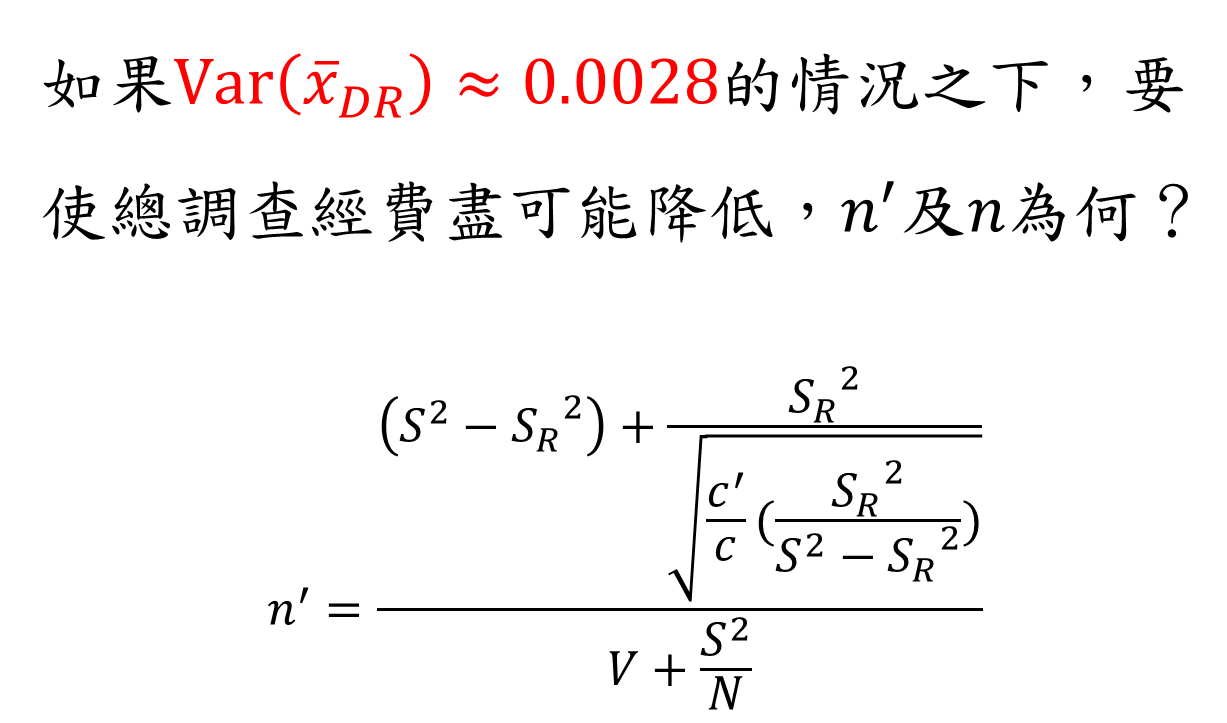 如果Var(x̄_DR) ≈ 0.0028的情況之下，要
使總調查經費盡可能降低，n′及n為何？
n′ = ((S² − S_R²) + S_R² / √(c′/c (S_R² / (S² − S_R²)))) / (V + S²/N)